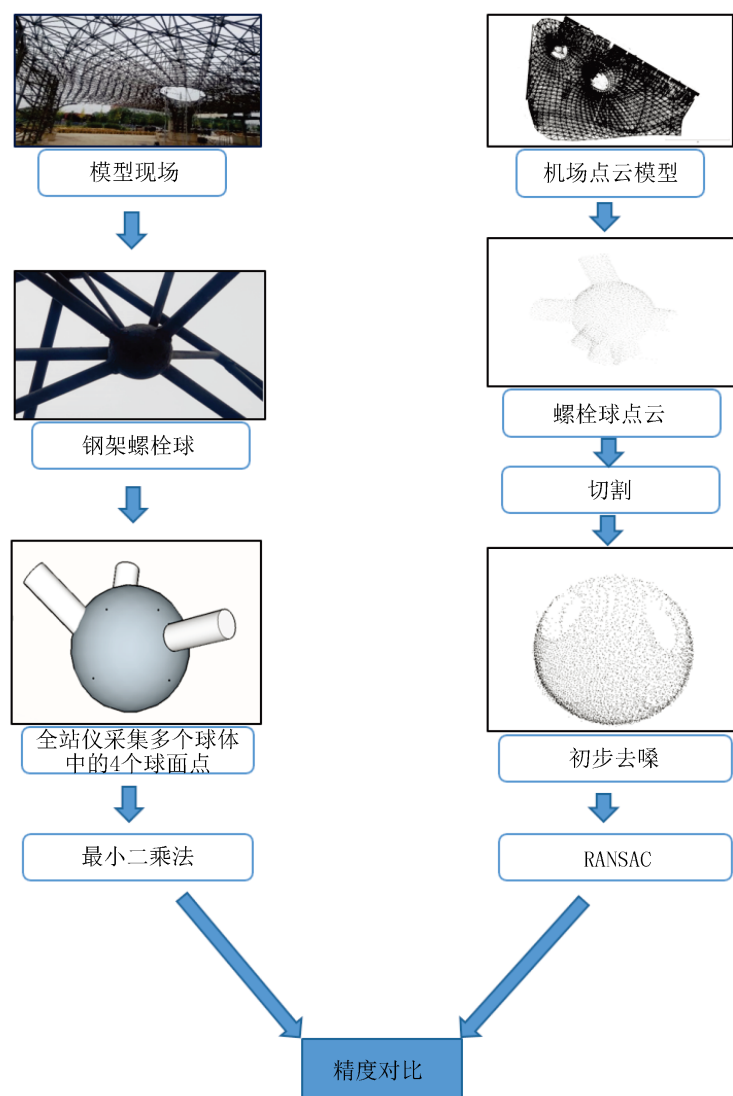 模型现场
机场点云模型
钢架螺栓球
螺栓球点云
切割
全站仪采集多个球体
中的4个球面点
初步去嗓
最小二乘法
RANSAC
精度对比